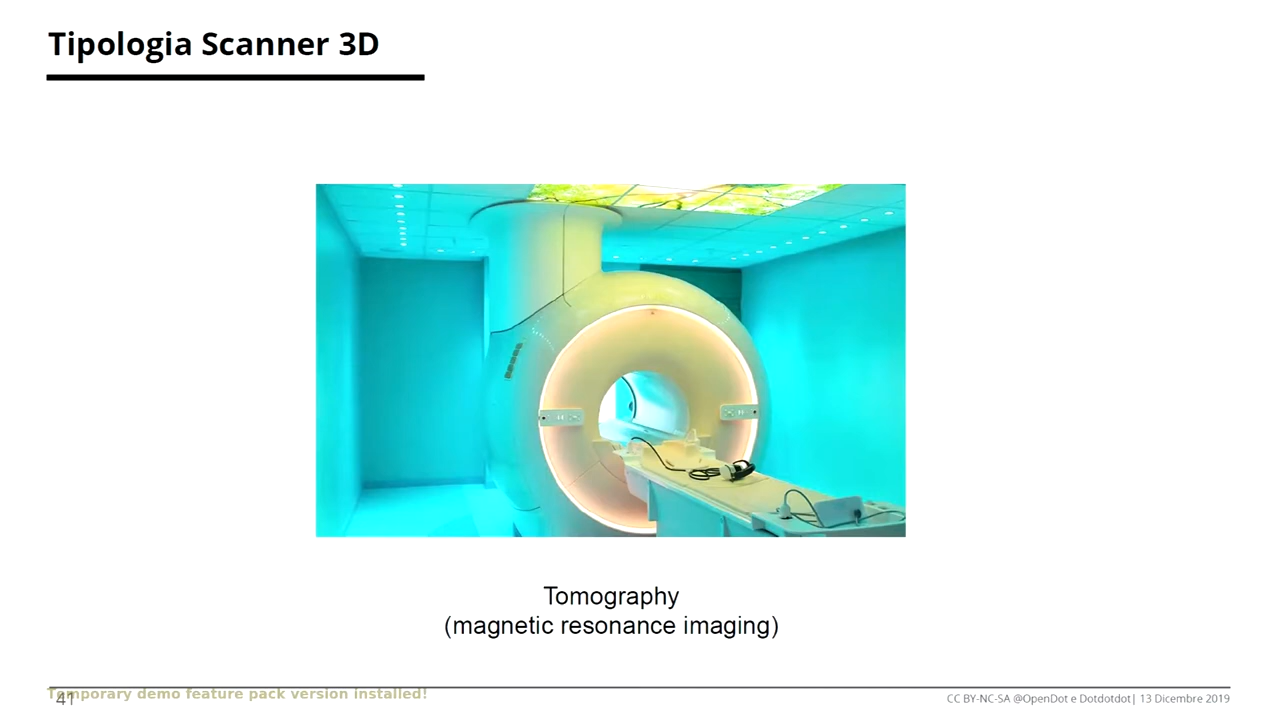 Tipologia Scanner 3D
Tomography
(magnetic resonance imaging)
Temporary demo feature pack version installed!
41
CC BY-NC-SA @OpenDot e Dotdotdot| 13 Dicembre 2019